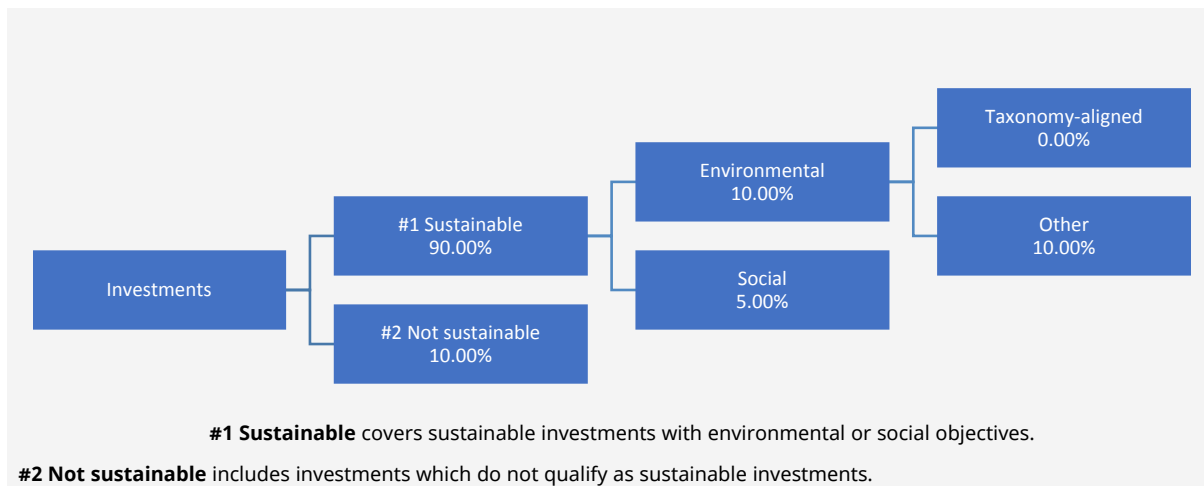 Investments
#1 Sustainable
90.00%
#2 Not sustainable
10.00%
Environmental
10.00%
Social
5.00%
Taxonomy-aligned
0.00%
Other
10.00%
#1 Sustainable covers sustainable investments with environmental or social objectives.
#2 Not sustainable includes investments which do not qualify as sustainable investments.